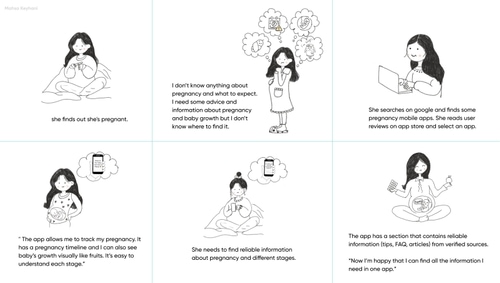 she finds out she's pregnant.
I don't know anything about
pregnancy and what to expect.
I need some advice and
information about pregnancy
and baby growth but I don't
know where to find it.
She searches on google and finds some
pregnancy mobile apps. She reads user
reviews on app store and select an app.
" The app allows me to track my pregnancy. It
has a pregnancy timeline and I can also see
baby's growth visually like fruits. It's easy to
understand each stage."
She needs to find reliable information
about pregnancy and different stages.
The app has a section that contains reliable
information (tips, FAQ, articles) from verified sources.
"Now I'm happy that I can find all the information I
need in one app."